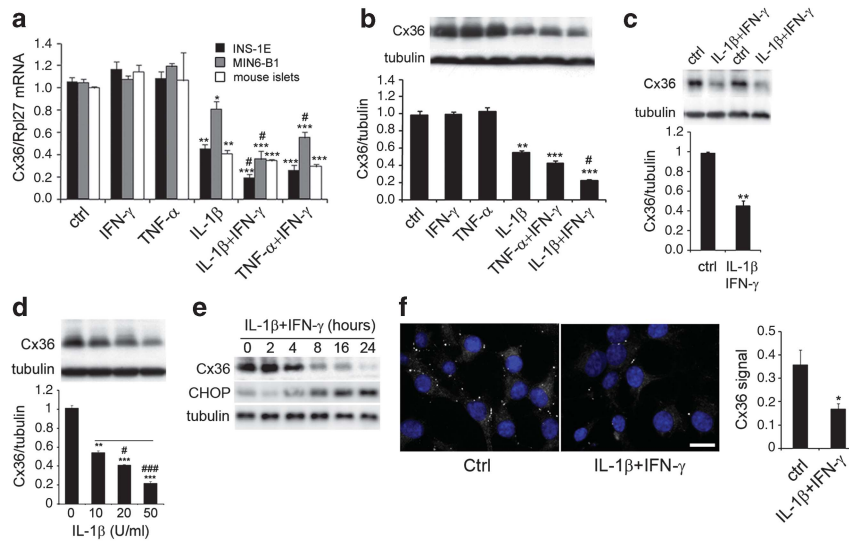 a
Cx36/Rpl27 mRNA
1.4
1.2
1.0
0.8
0.6
0.4
0.2
0.0
INS-1E
MIN6-B1
mouse islets
** * **
# *** # *** ***
*** # *** ***
ctrl
IFN-γ
TNF-α
IL-1β
IL-1β+IFN-γ
TNF-α+IFN-γ
b
Cx36
tubulin
Cx36/tubulin
1.4
1.2
1.0
0.8
0.6
0.4
0.2
0.0
**
***
#
***
ctrl
IFN-γ
TNF-α
IL-1β
TNF-α+IFN-γ
IL-1β+IFN-γ
c
ctrl
IL-1β+IFN-γ
ctrl
IL-1β+IFN-γ
Cx36
tubulin
Cx36/tubulin
1.2
1.0
0.8
0.6
0.4
0.2
0.0
**
ctrl IL-1β
IFN-γ
d
Cx36
tubulin
Cx36/tubulin
1.2
1
0.8
0.6
0.4
0.2
0
**
#
***
###
***
0 10 20 50
IL-1β (U/ml)
e
IL-1β+IFN-γ (hours)
0 2 4 8 16 24
Cx36
CHOP
tubulin
f
Ctrl
IL-1β+IFN-γ
Cx36 signal
0.5
0.4
0.3
0.2
0.1
0
*
ctrl
IL-1β+IFN-γ